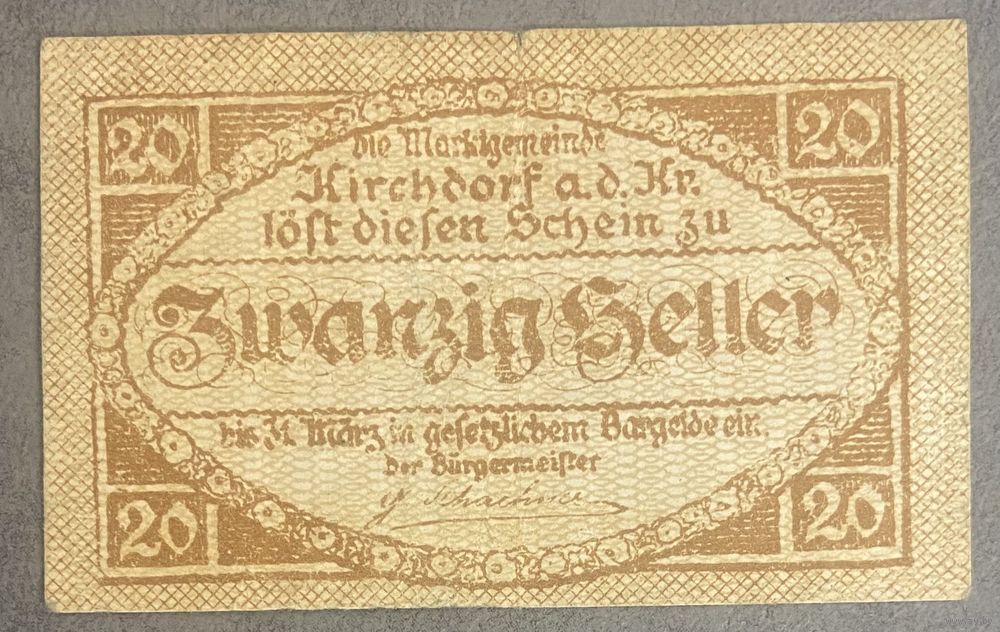 20 20
Die Marktgemeinde
Kirchdorf a.d. Kr.
löst diesen Schein zu
Zwanzig Heller
bis 31. März in gesetzlichem Bargelde ein.
Der Bürgermeister
20 20